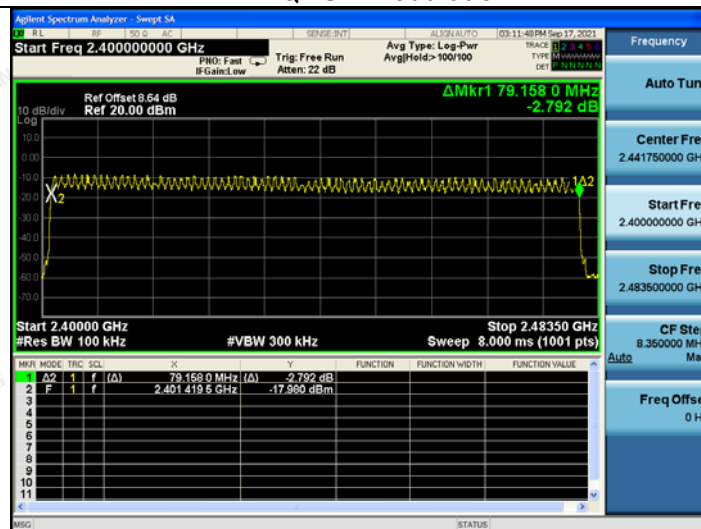 Agilent Spectrum Analyzer - Swept SA
RL RF 50 Ω AC SENSE:INT ALIGN AUTO 03:11:48 PM Sep 17, 2021
Start Freq 2.400000000 GHz
PNO: Fast
IFGain:Low
Trig: Free Run
Atten: 22 dB
Avg Type: Log-Pwr
Avg|Hold:>100/100
TRACE 1 2 3 4 5 6
TYPE M
DET P N N N N N
Frequency
Ref Offset 8.64 dB
10 dB/div Ref 20.00 dBm
Log
ΔMkr1 79.158 0 MHz
-2.792 dB
10.0
0.00
-10.0
-20.0
-30.0
-40.0
-50.0
-60.0
-70.0
1Δ2
X2
Start 2.40000 GHz Stop 2.48350 GHz
#Res BW 100 kHz #VBW 300 kHz Sweep 8.000 ms (1001 pts)
MKR MODE TRC SCL X Y FUNCTION FUNCTION WIDTH FUNCTION VALUE
1 Δ2 1 f (Δ) 79.158 0 MHz (Δ) -2.792 dB
2 F 1 f 2.401 419 5 GHz -17.980 dBm
3
4
5
6
7
8
9
10
11
MSG STATUS
Auto Tun
Center Fre
2.441750000 GH
Start Fre
2.400000000 GH
Stop Fre
2.483500000 GH
CF Ste
8.350000 MH
Auto Ma
Freq Offse
0 H